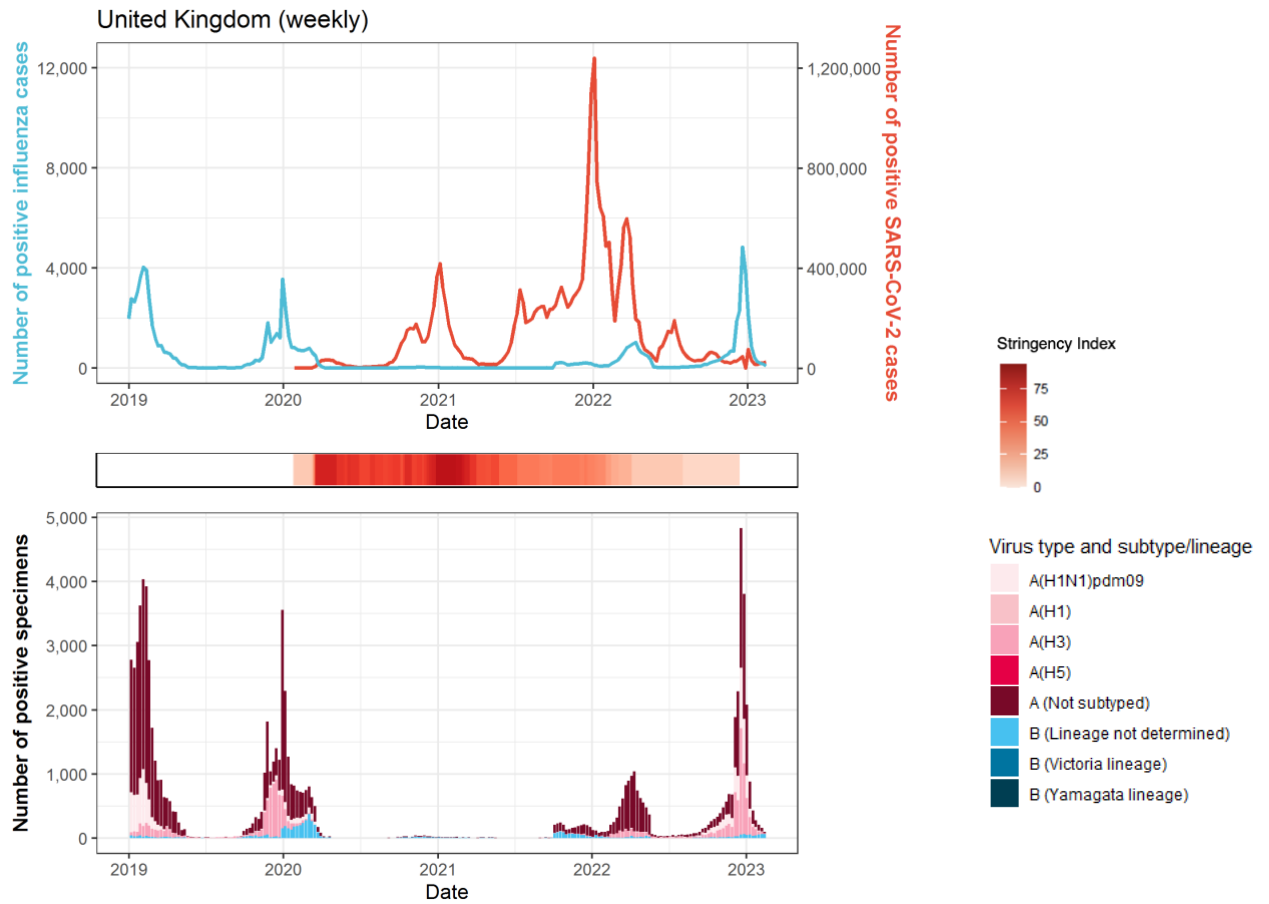 United Kingdom (weekly)
Number of positive influenza cases
12,000
8,000
4,000
0
1,200,000
800,000
400,000
0
Number of positive SARS-CoV-2 cases
2019 2020 2021 2022 2023
Date
Stringency Index
75
50
25
0
Number of positive specimens
5,000
4,000
3,000
2,000
1,000
0
2019 2020 2021 2022 2023
Date
Virus type and subtype/lineage
A(H1N1)pdm09
A(H1)
A(H3)
A(H5)
A (Not subtyped)
B (Lineage not determined)
B (Victoria lineage)
B (Yamagata lineage)